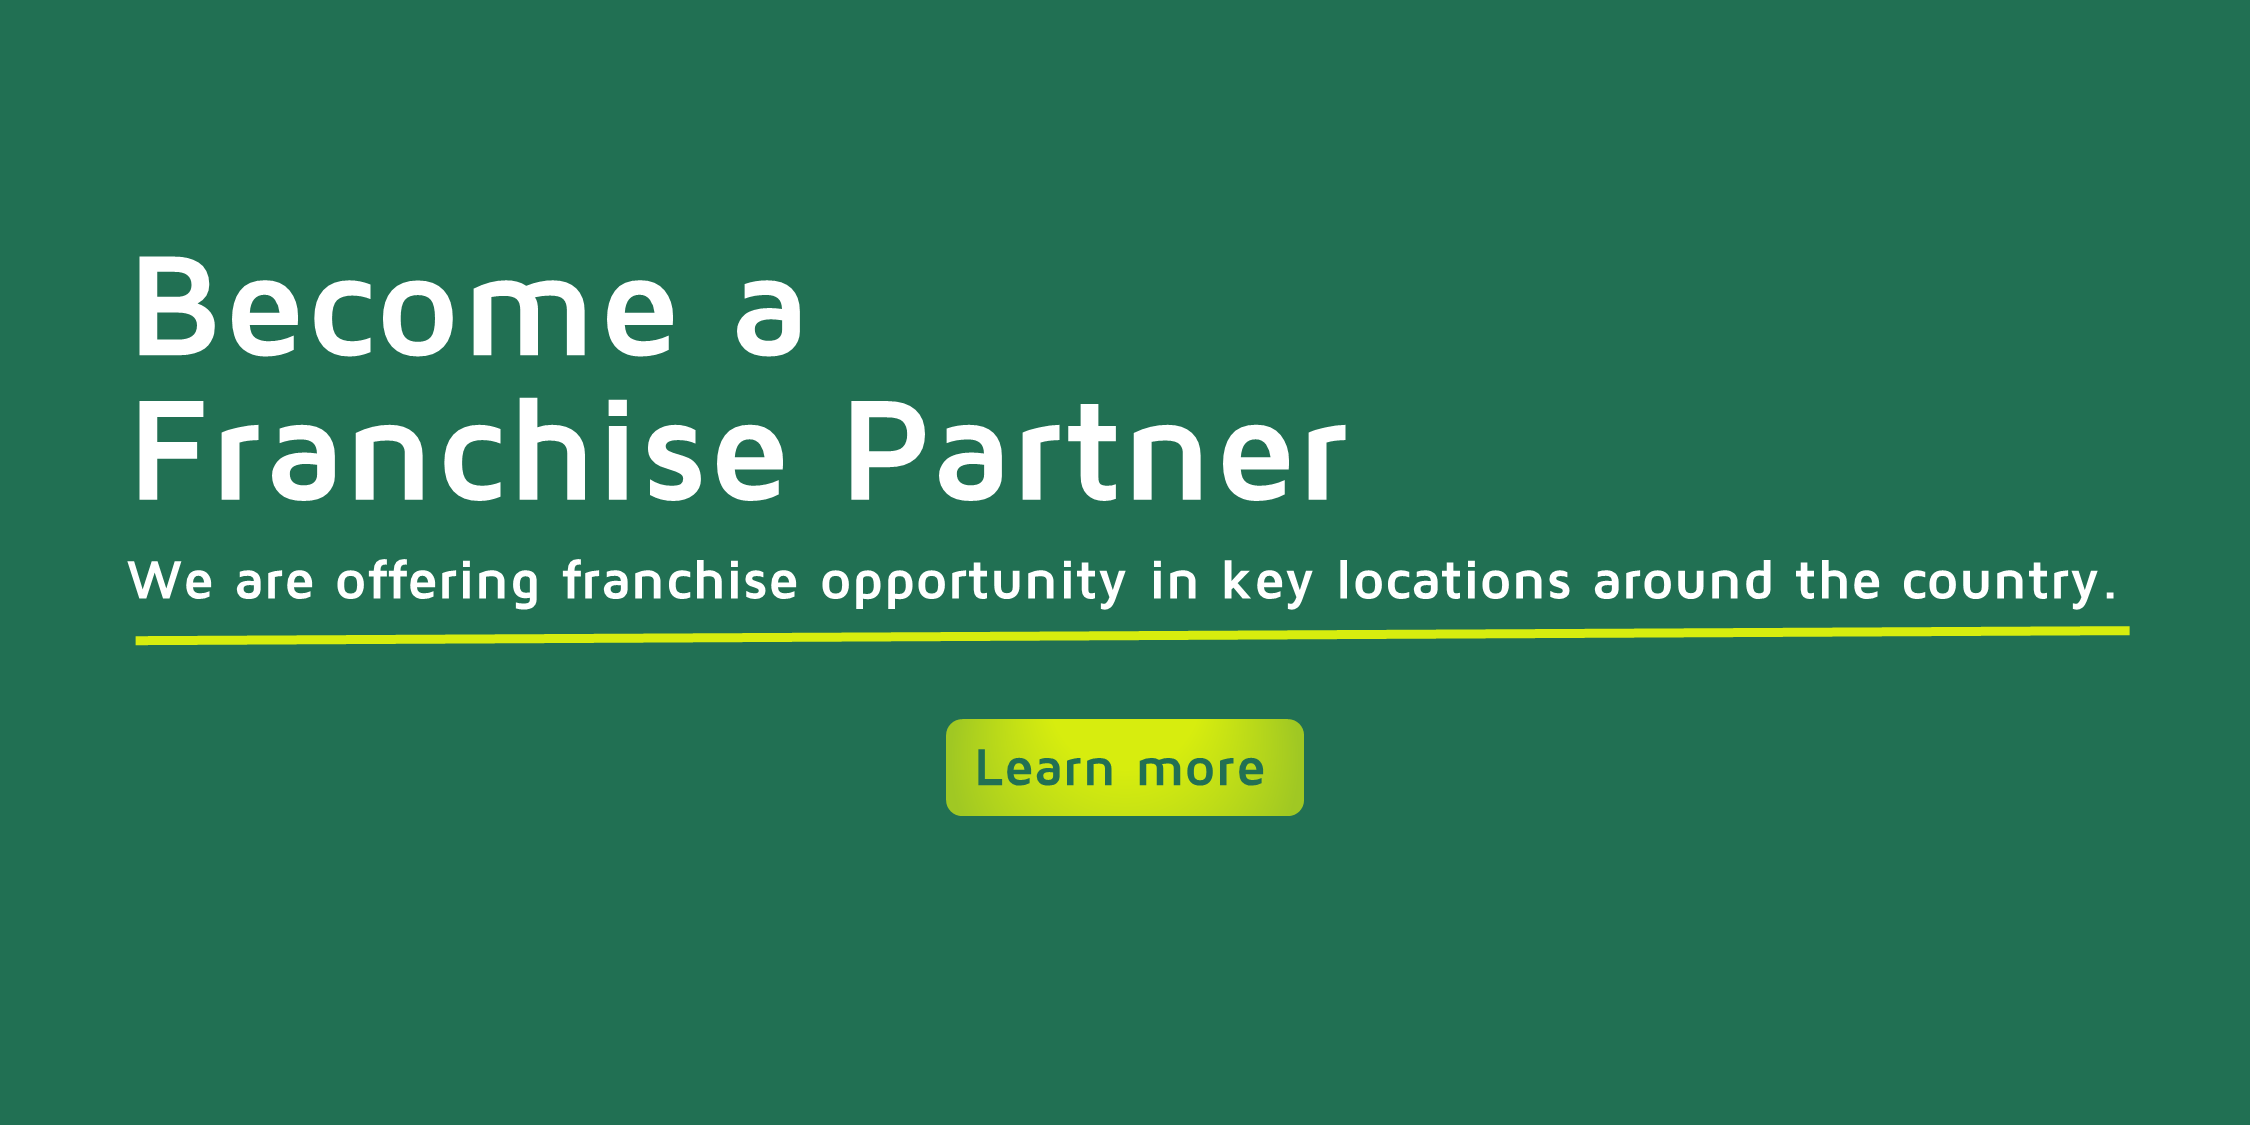 Become a
Franchise Partner
We are offering franchise opportunity in key locations around the country.
Learn more